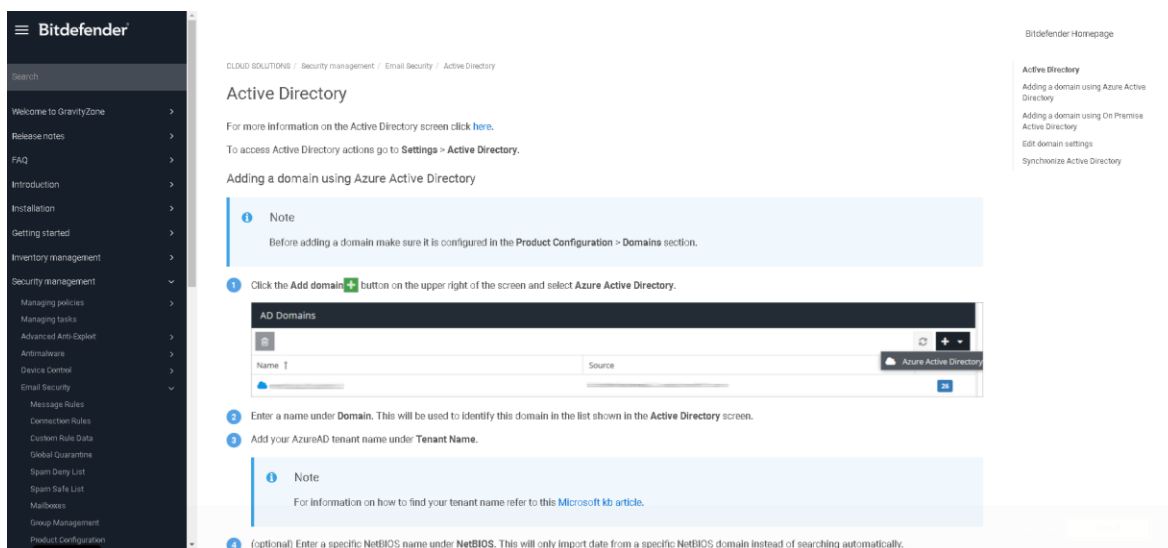 Bitdefender
Bitdefender Homepage
Search
Welcome to GravityZone
Release notes
FAQ
Introduction
Installation
Getting started
Inventory management
Security management
Managing policies
Managing tasks
Advanced Anti-Exploit
Antimalware
Device Control
Email Security
Message Rules
Connection Rules
Custom Rule Data
Global Quarantine
Spam Deny List
Spam Safe List
Mailboxes
Group Management
Product Configuration
CLOUD SOLUTIONS / Security management / Email Security / Active Directory
Active Directory
For more information on the Active Directory screen click here.
To access Active Directory actions go to Settings > Active Directory.
Adding a domain using Azure Active Directory
Note
Before adding a domain make sure it is configured in the Product Configuration > Domains section.
1 Click the Add domain + button on the upper right of the screen and select Azure Active Directory.
AD Domains
Azure Active Directory
Name Source
26
2 Enter a name under Domain. This will be used to identify this domain in the list shown in the Active Directory screen.
3 Add your AzureAD tenant name under Tenant Name.
Note
For information on how to find your tenant name refer to this Microsoft kb article.
4 (optional) Enter a specific NetBIOS name under NetBIOS. This will only import date from a specific NetBIOS domain instead of searching automatically.
Active Directory
Adding a domain using Azure Active
Directory
Adding a domain using On Premise
Active Directory
Edit domain settings
Synchronize Active Directory